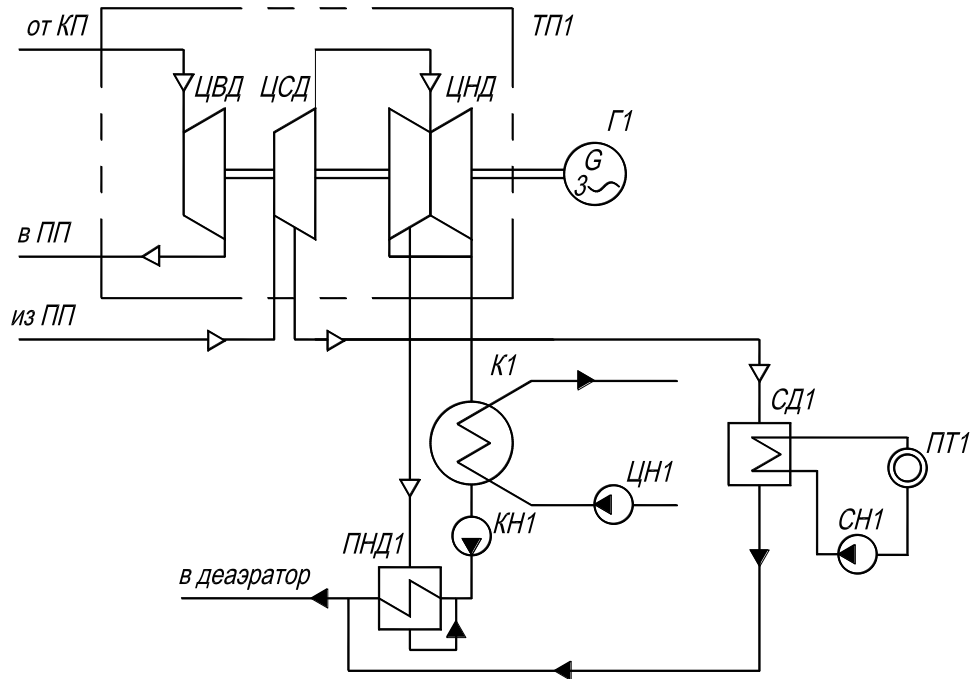 от КП
ТП1
ЦВД
ЦСД
ЦНД
Г1
G
3
в ПП
из ПП
К1
СД1
ПТ1
ЦН1
СН1
КН1
ПНД1
в деаэратор